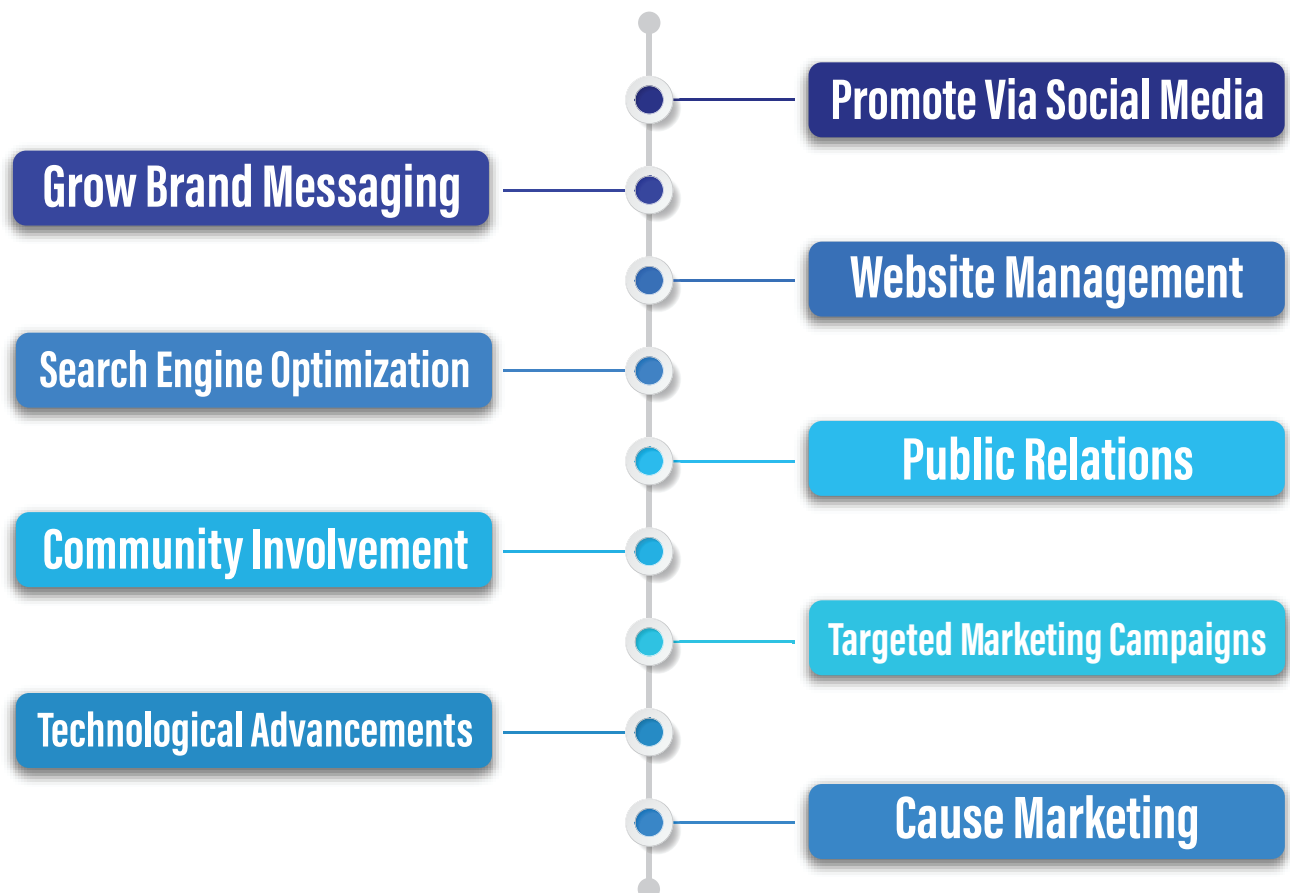 Promote Via Social Media
Grow Brand Messaging
Website Management
Search Engine Optimization
Public Relations
Community Involvement
Targeted Marketing Campaigns
Technological Advancements
Cause Marketing